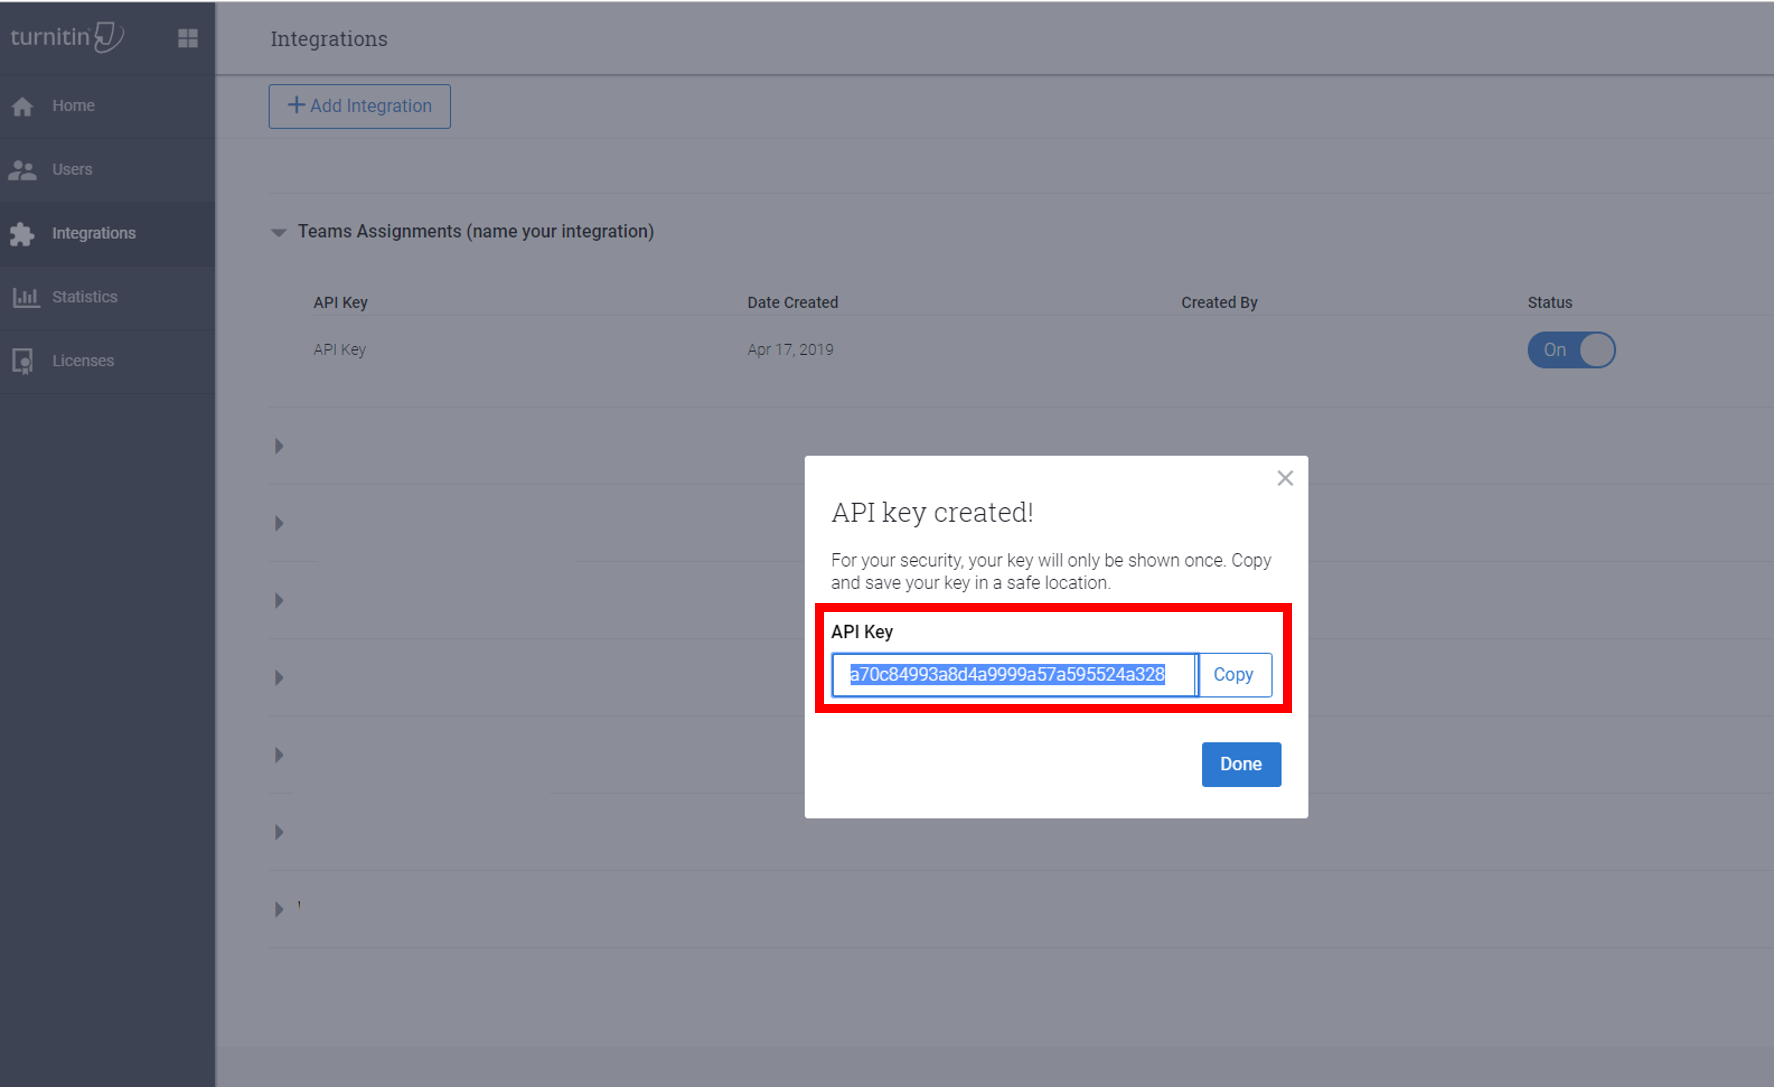 turnitin
Integrations
Home
Add Integration
Users
Integrations
Teams Assignments (name your integration)
Statistics
API Key Date Created Created By Status
API Key Apr 17, 2019 On
Licenses
API key created!
For your security, your key will only be shown once. Copy
and save your key in a safe location.
API Key
a70c84993a8d4a9999a57a595524a328 Copy
Done